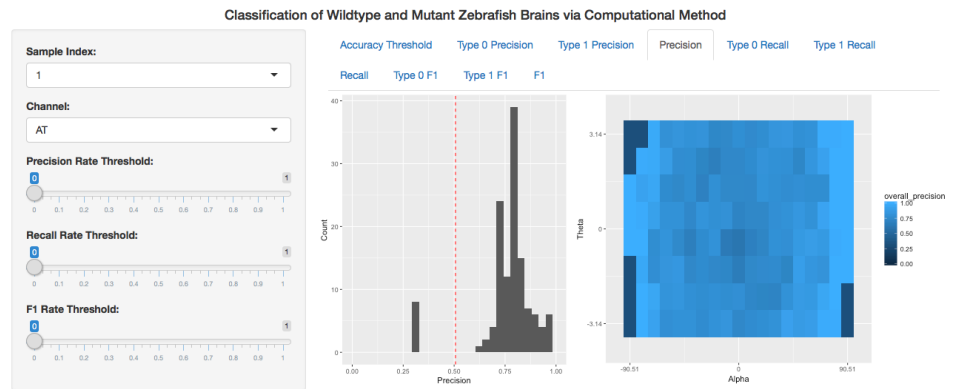 Classification of Wildtype and Mutant Zebrafish Brains via Computational Method
Sample Index:
1
Channel:
AT
Precision Rate Threshold:
0 1
0 0.1 0.2 0.3 0.4 0.5 0.6 0.7 0.8 0.9 1
Recall Rate Threshold:
0 1
0 0.1 0.2 0.3 0.4 0.5 0.6 0.7 0.8 0.9 1
F1 Rate Threshold:
0 1
0 0.1 0.2 0.3 0.4 0.5 0.6 0.7 0.8 0.9 1
Accuracy Threshold Type 0 Precision Type 1 Precision Precision Type 0 Recall Type 1 Recall
Recall Type 0 F1 Type 1 F1 F1
40
30
20
10
0
Count
0.00 0.25 0.50 0.75 1.00
Precision
3.14
0
-3.14
Theta
-90.51 0 90.51
Alpha
overall_precision
1.00
0.75
0.50
0.25
0.00